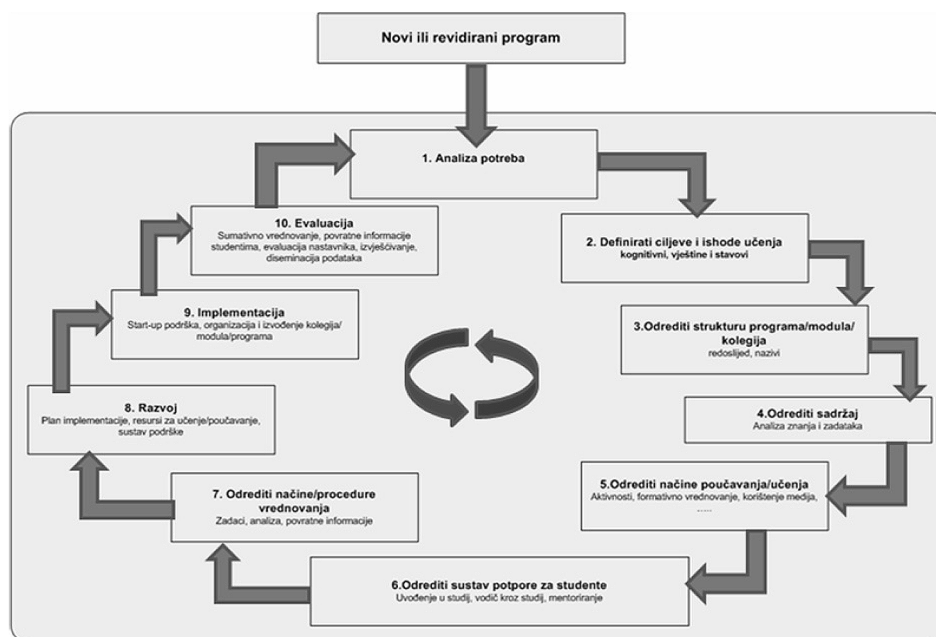 Novi ili revidirani program
1. Analiza potreba
2. Definirati ciljeve i ishode učenja
kognitivni, vještine i stavovi
3.Odrediti strukturu programa/modula/
kolegija
redoslijed, nazivi
4.Odrediti sadržaj
Analiza znanja i zadataka
5.Odrediti načine poučavanja/učenja
Aktivnosti, formativno vrednovanje, korištenje medija,
.....
6.Odrediti sustav potpore za studente
Uvođenje u studij, vodič kroz studij, mentoriranje
7. Odrediti načine/procedure
vrednovanja
Zadaci, analiza, povratne informacije
8. Razvoj
Plan implementacije, resursi za učenje/poučavanje,
sustav podrške
9. Implementacija
Start-up podrška, organizacija i izvođenje kolegija/
modula/programa
10. Evaluacija
Sumativno vrednovanje, povratne informacije
studentima, evaluacija nastavnika, izvješćivanje,
diseminacija podataka